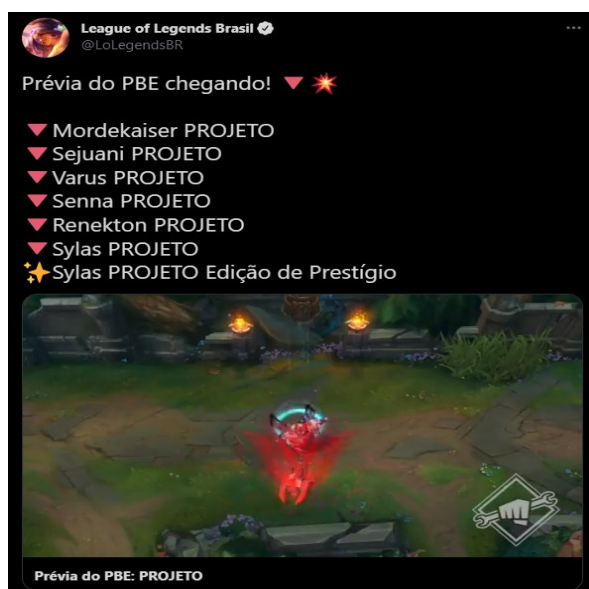 League of Legends Brasil
@LoLegendsBR
Prévia do PBE chegando! 🔻 💥
🔻Mordekaiser PROJETO
🔻Sejuani PROJETO
🔻Varus PROJETO
🔻Senna PROJETO
🔻Renekton PROJETO
🔻Sylas PROJETO
✨Sylas PROJETO Edição de Prestígio
Prévia do PBE: PROJETO